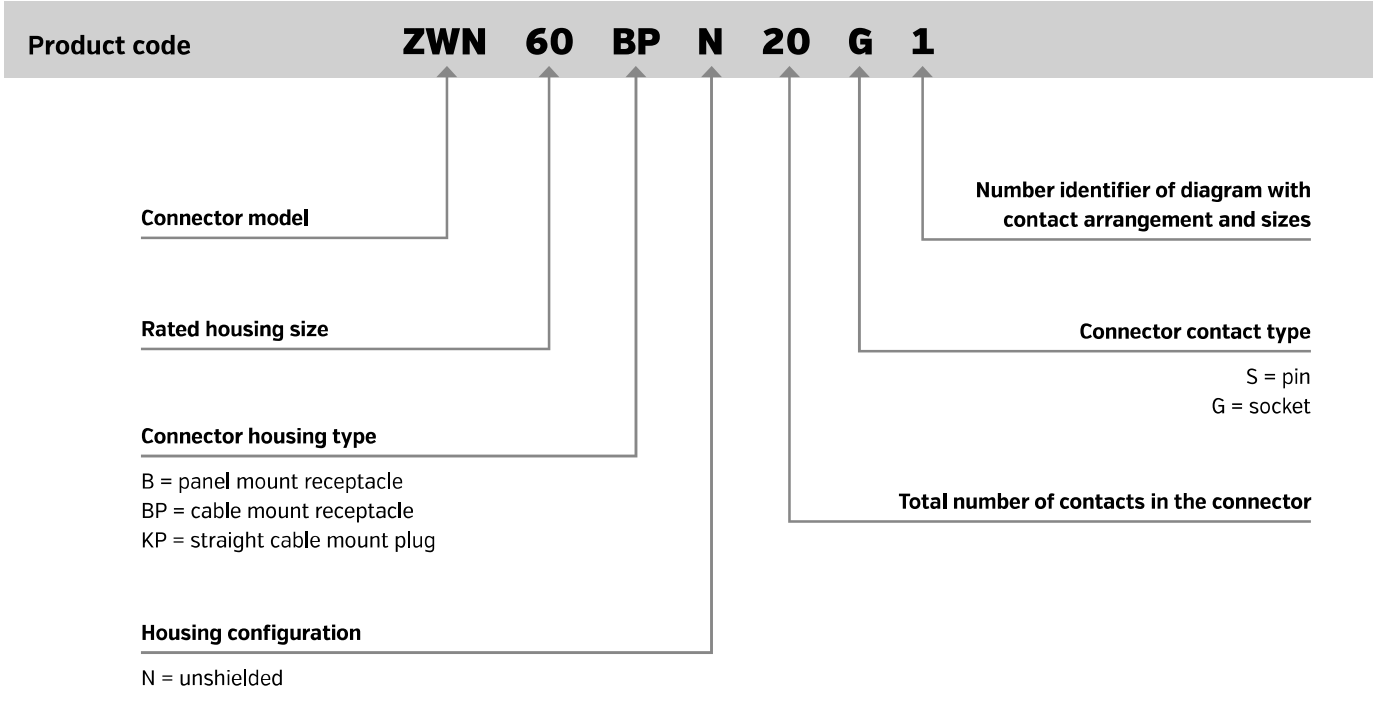 Product code ZWN 60 BP N 20 G 1
Connector model
Number identifier of diagram with
contact arrangement and sizes
Rated housing size
Connector contact type
S = pin
G = socket
Connector housing type
B = panel mount receptacle
BP = cable mount receptacle
KP = straight cable mount plug
Total number of contacts in the connector
Housing configuration
N = unshielded